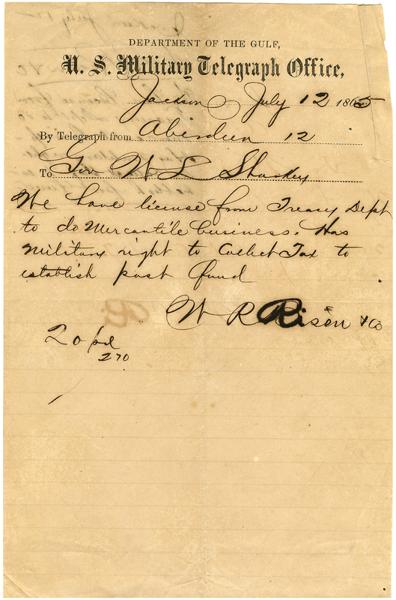 DEPARTMENT OF THE GULF,
U. S. Military Telegraph Office,
Jackson July 12 1865
By Telegraph from Aberdeen 12
To Gov W L Sharkey
We have license from Treasy Dept
to do Mercantile business. Has
Military right to Collect Tax to
establish post fund
W R Rison & Co
20 pd
270